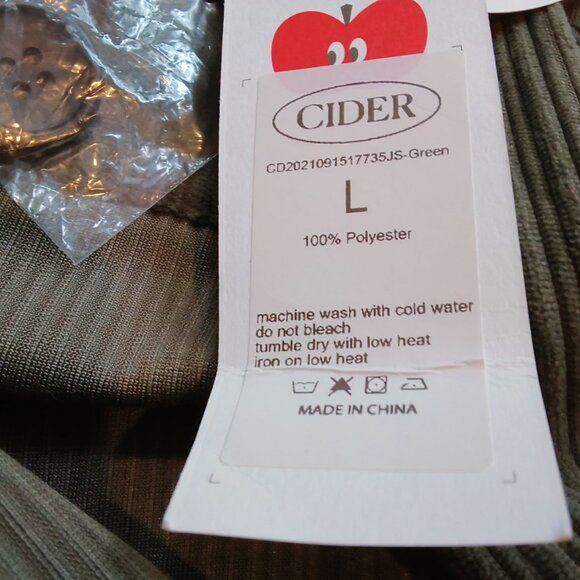 CIDER
CD2021091517735JS-Green
L
100% Polyester
machine wash with cold water
do not bleach
tumble dry with low heat
iron on low heat
MADE IN CHINA